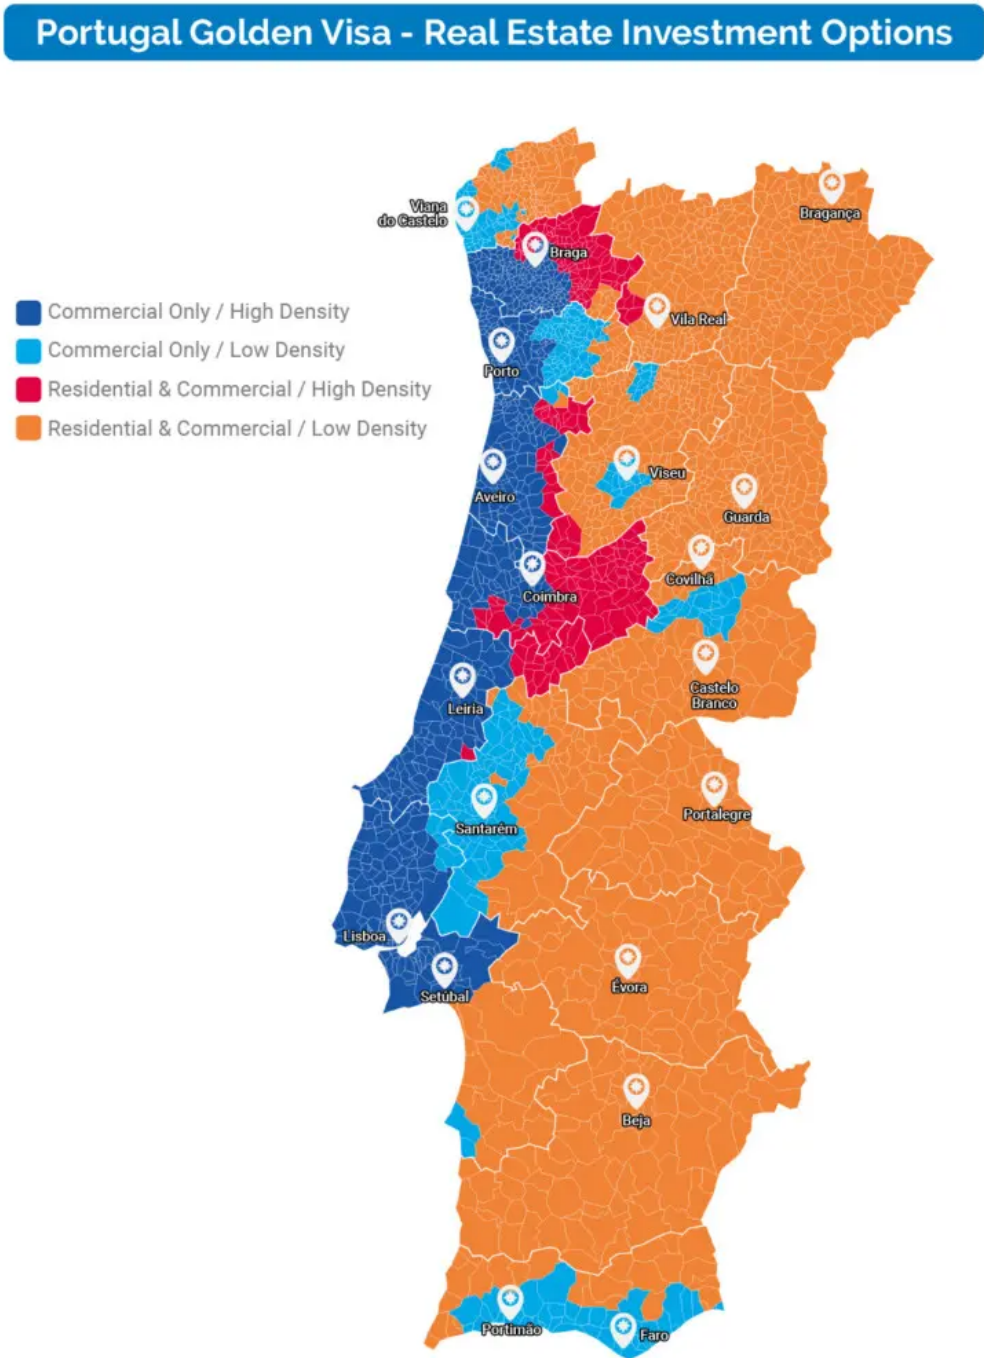 Portugal Golden Visa - Real Estate Investment Options
Viana
do Castelo
Bragança
Braga
Commercial Only / High Density
Vila Real
Commercial Only / Low Density
Porto
Residential & Commercial / High Density
Residential & Commercial / Low Density
Viseu
Aveiro
Guarda
Covilhã
Coimbra
Castelo
Branco
Leiria
Portalegre
Santarém
Lisboa
Évora
Setúbal
Beja
Portimão
Faro